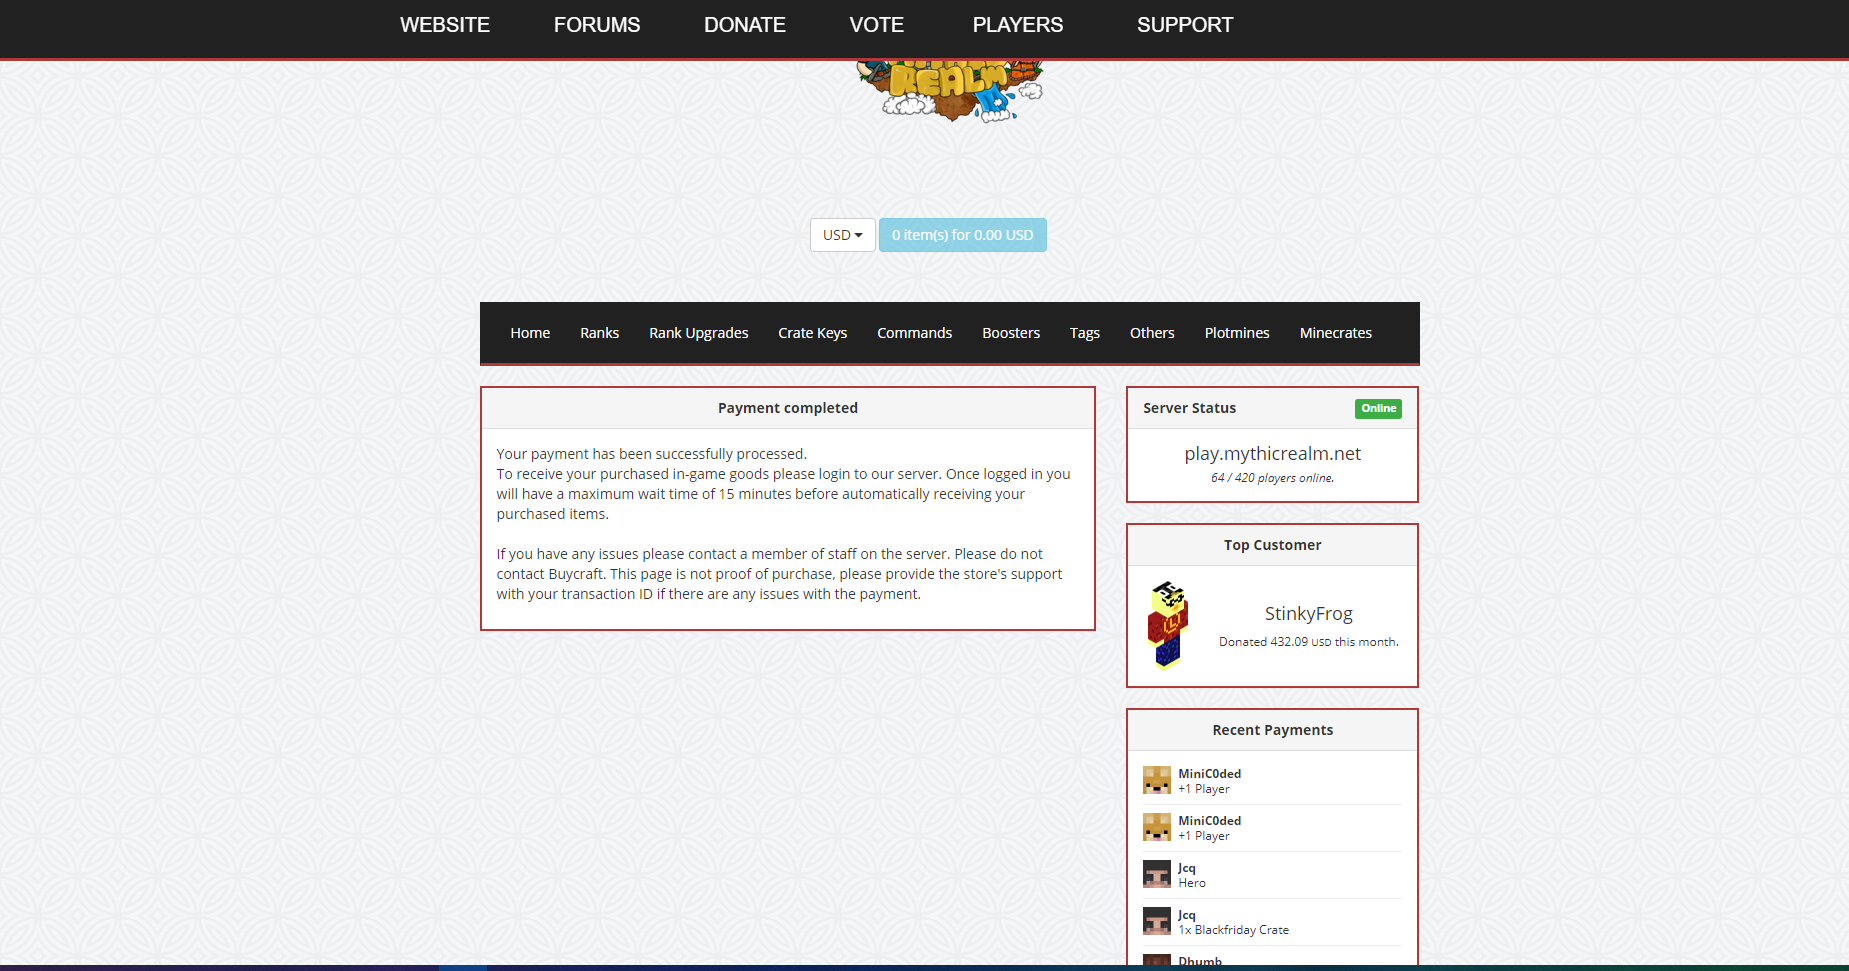 WEBSITE FORUMS DONATE VOTE PLAYERS SUPPORT
REALM
USD 0 item(s) for 0.00 USD
Home Ranks Rank Upgrades Crate Keys Commands Boosters Tags Others Plotmines Minecrates
Payment completed
Your payment has been successfully processed.
To receive your purchased in-game goods please login to our server. Once logged in you
will have a maximum wait time of 15 minutes before automatically receiving your
purchased items.
If you have any issues please contact a member of staff on the server. Please do not
contact Buycraft. This page is not proof of purchase, please provide the store's support
with your transaction ID if there are any issues with the payment.
Server Status Online
play.mythicrealm.net
64 / 420 players online.
Top Customer
StinkyFrog
Donated 432.09 USD this month.
Recent Payments
MiniC0ded
+1 Player
MiniC0ded
+1 Player
Jcq
Hero
Jcq
1x Blackfriday Crate
Dhumb